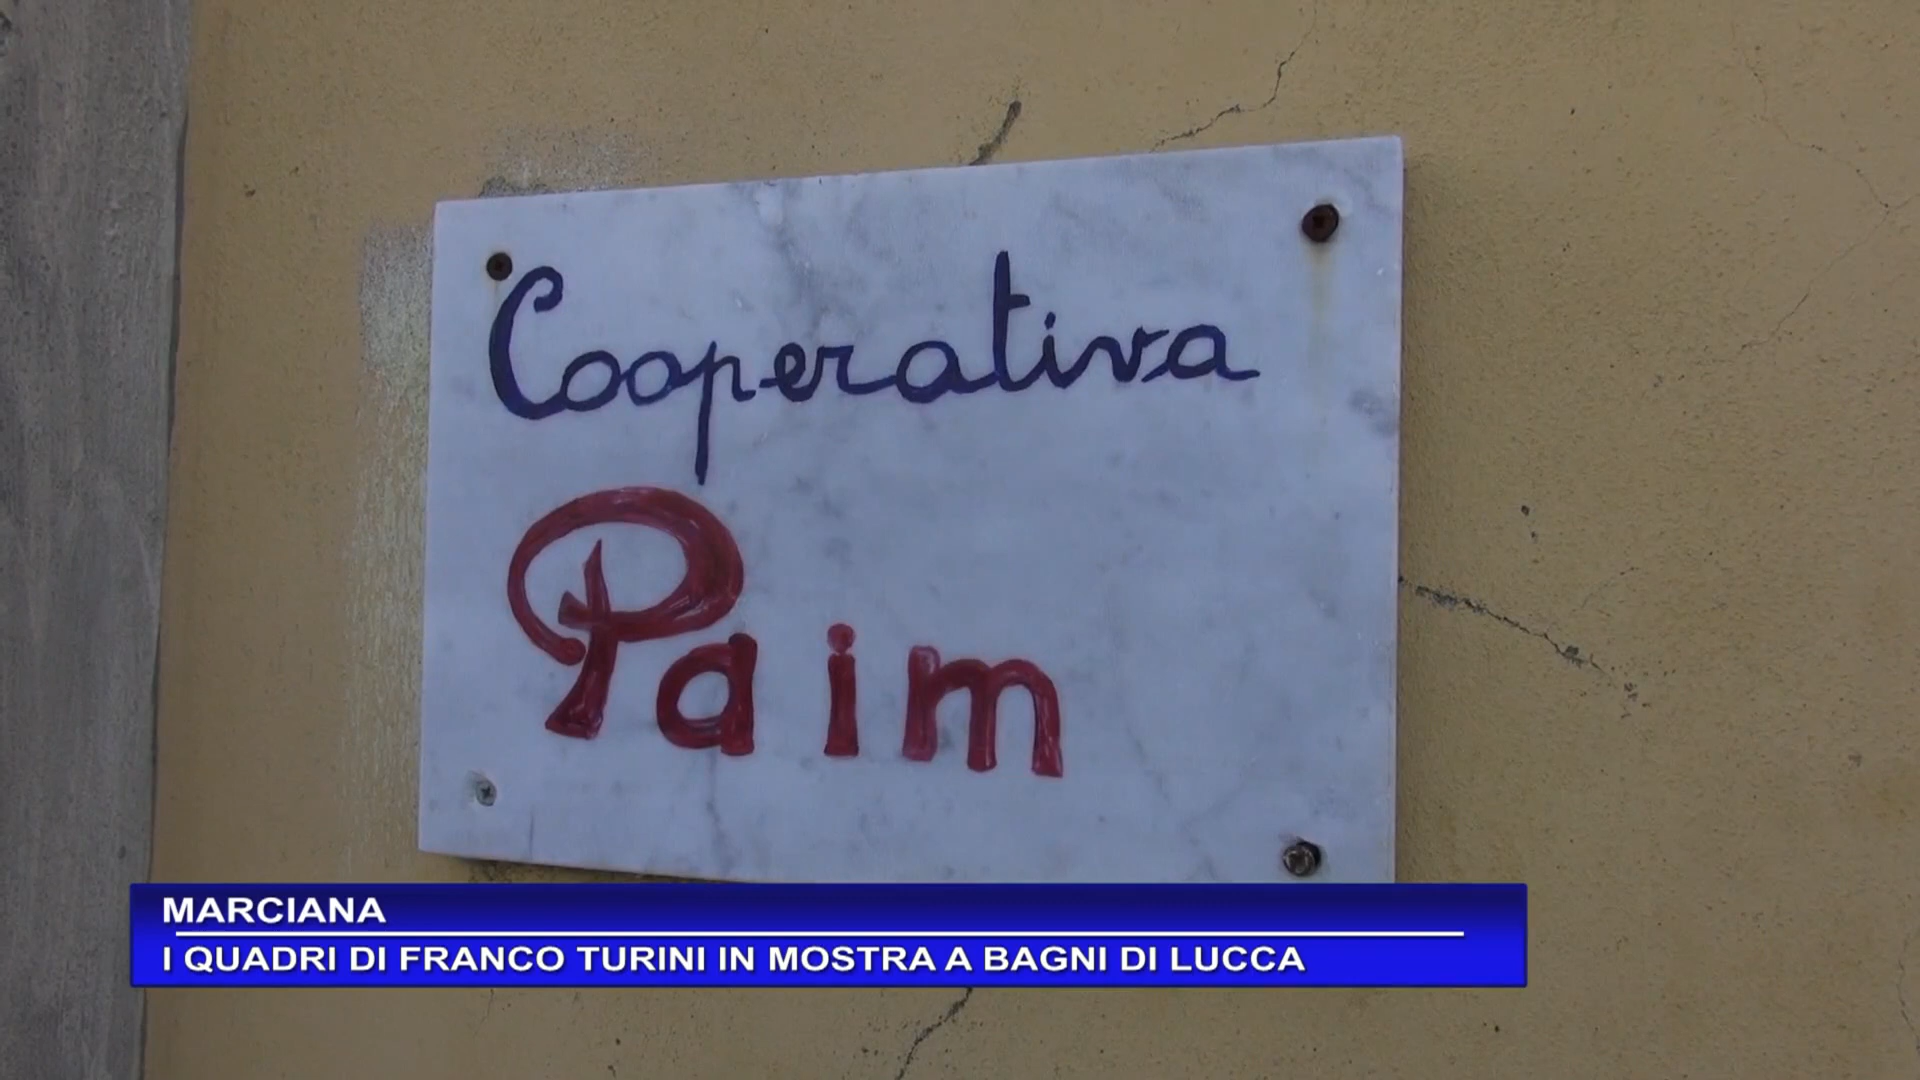 Cooperativa
Paim
MARCIANA
I QUADRI DI FRANCO TURINI IN MOSTRA A BAGNI DI LUCCA